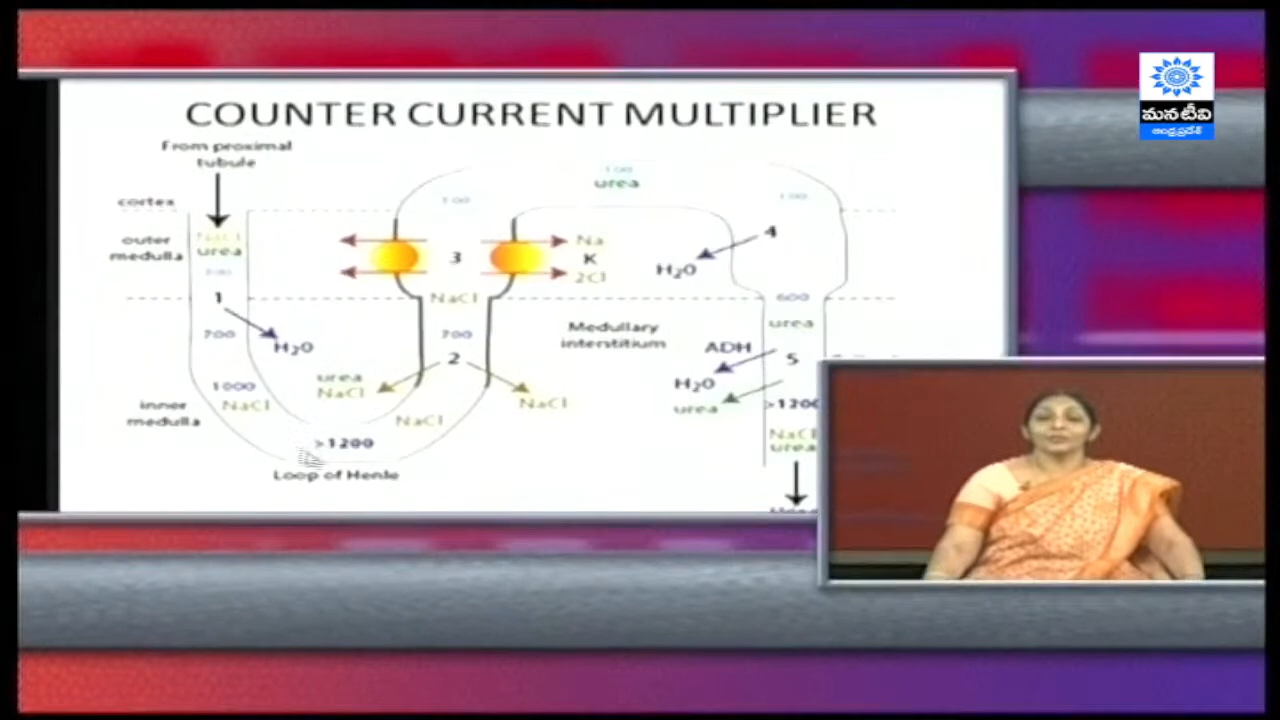 COUNTER CURRENT MULTIPLIER
మనటీవి
ఆంధ్రప్రదేశ్
From proximal
tubule
cortex
outer
medulla
NaCl
urea
1
700
H₂O
1000
NaCl
inner
medulla
>1200
Loop of Henle
urea
NaCl
NaCl
2
700
NaCl
NaCl
3
100
Na
K
2Cl
100
urea
100
4
H₂O
600
urea
Medullary
interstitium
ADH
5
H₂O
urea
>1200
NaCl
urea